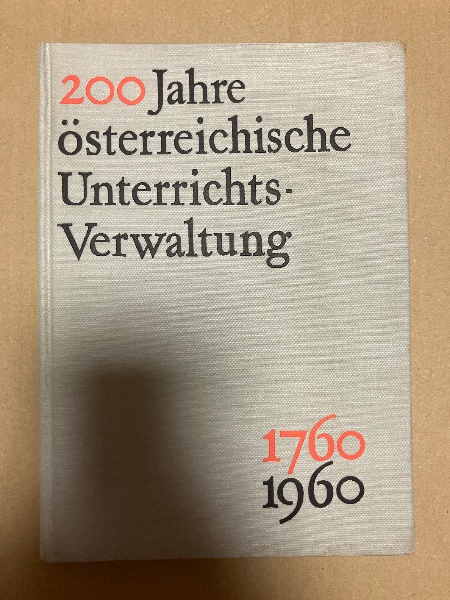 200 Jahre
österreichische
Unterrichts-
Verwaltung
1760
1960